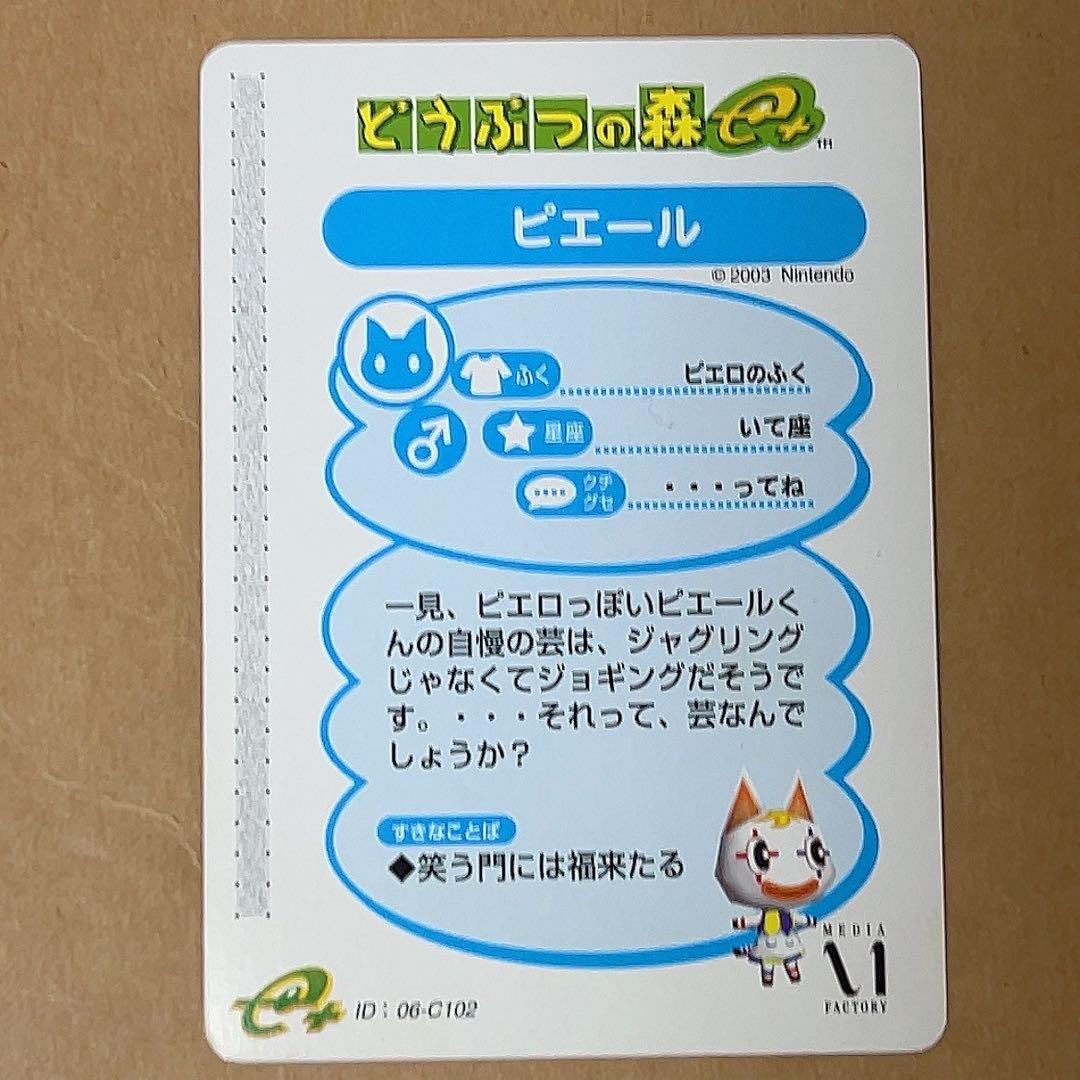 どうぶつの森e+ TM
ピエール
© 2003 Nintendo
ふく ピエロのふく
星座 いて座
クチグセ ・・・ってね
一見、ピエロっぽいピエールく
んの自慢の芸は、ジャグリング
じゃなくてジョギングだそうで
す。・・・それって、芸なんで
しょうか？
すきなことば
◆笑う門には福来たる
MEDIA
FACTORY
e+ ID：06-C102